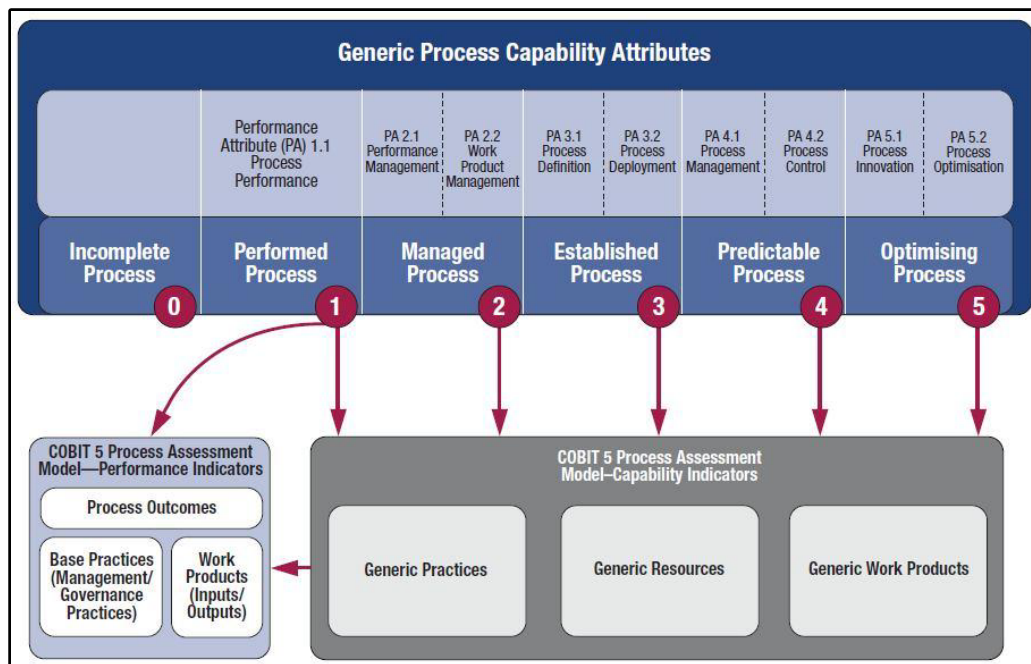 Generic Process Capability Attributes
Performance
Attribute (PA) 1.1
Process
Performance
PA 2.1
Performance
Management
PA 2.2
Work
Product
Management
PA 3.1
Process
Definition
PA 3.2
Process
Deployment
PA 4.1
Process
Management
PA 4.2
Process
Control
PA 5.1
Process
Innovation
PA 5.2
Process
Optimisation
Incomplete
Process
0
Performed
Process
1
Managed
Process
2
Established
Process
3
Predictable
Process
4
Optimising
Process
5
COBIT 5 Process Assessment
Model—Performance Indicators
Process Outcomes
Base Practices
(Management/
Governance
Practices)
Work
Products
(Inputs/
Outputs)
COBIT 5 Process Assessment
Model–Capability Indicators
Generic Practices
Generic Resources
Generic Work Products